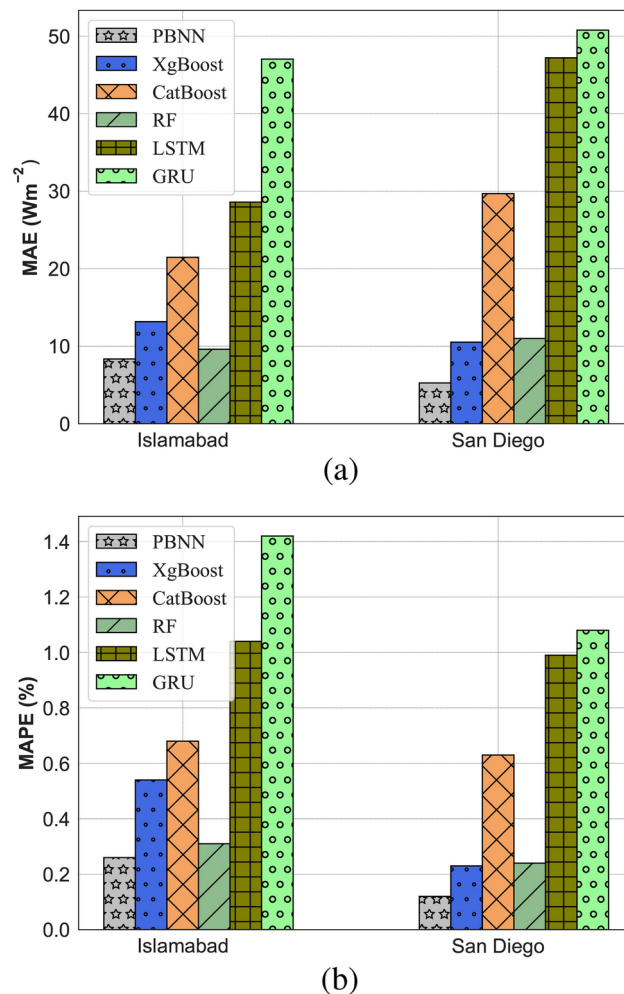 50
40
30
20
10
0
MAE (Wm⁻²)
PBNN
XgBoost
CatBoost
RF
LSTM
GRU
Islamabad
San Diego
(a)
1.4
1.2
1.0
0.8
0.6
0.4
0.2
0.0
MAPE (%)
PBNN
XgBoost
CatBoost
RF
LSTM
GRU
Islamabad
San Diego
(b)